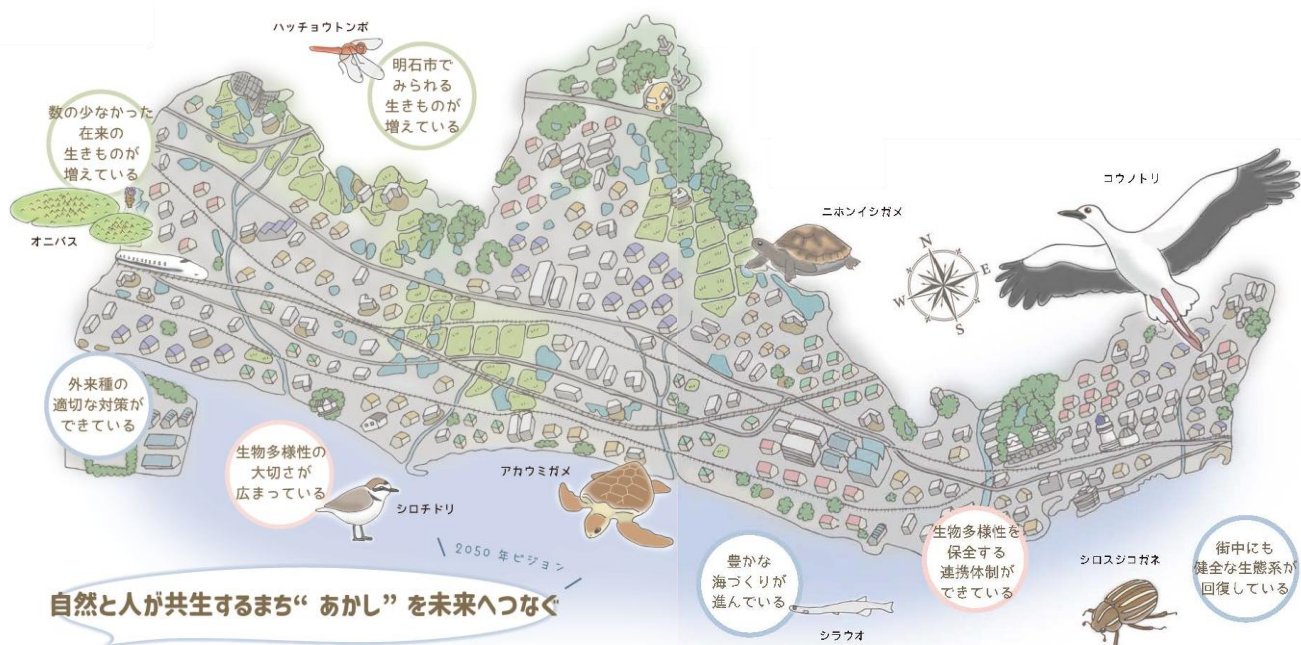 ハッチョウトンボ
明石市で
みられる
生きものが
増えている
数の少なかった
在来の
生きものが
増えている
オニバス
コウノトリ
ニホンイシガメ
N
E
W
S
外来種の
適切な対策が
できている
生物多様性の
大切さが
広まっている
シロチドリ
アカウミガメ
2050年ビジョン
自然と人が共生するまち“あかし”を未来へつなぐ
豊かな
海づくりが
進んでいる
シラウオ
生物多様性を
保全する
連携体制が
できている
シロスジコガネ
街中にも
健全な生態系が
回復している